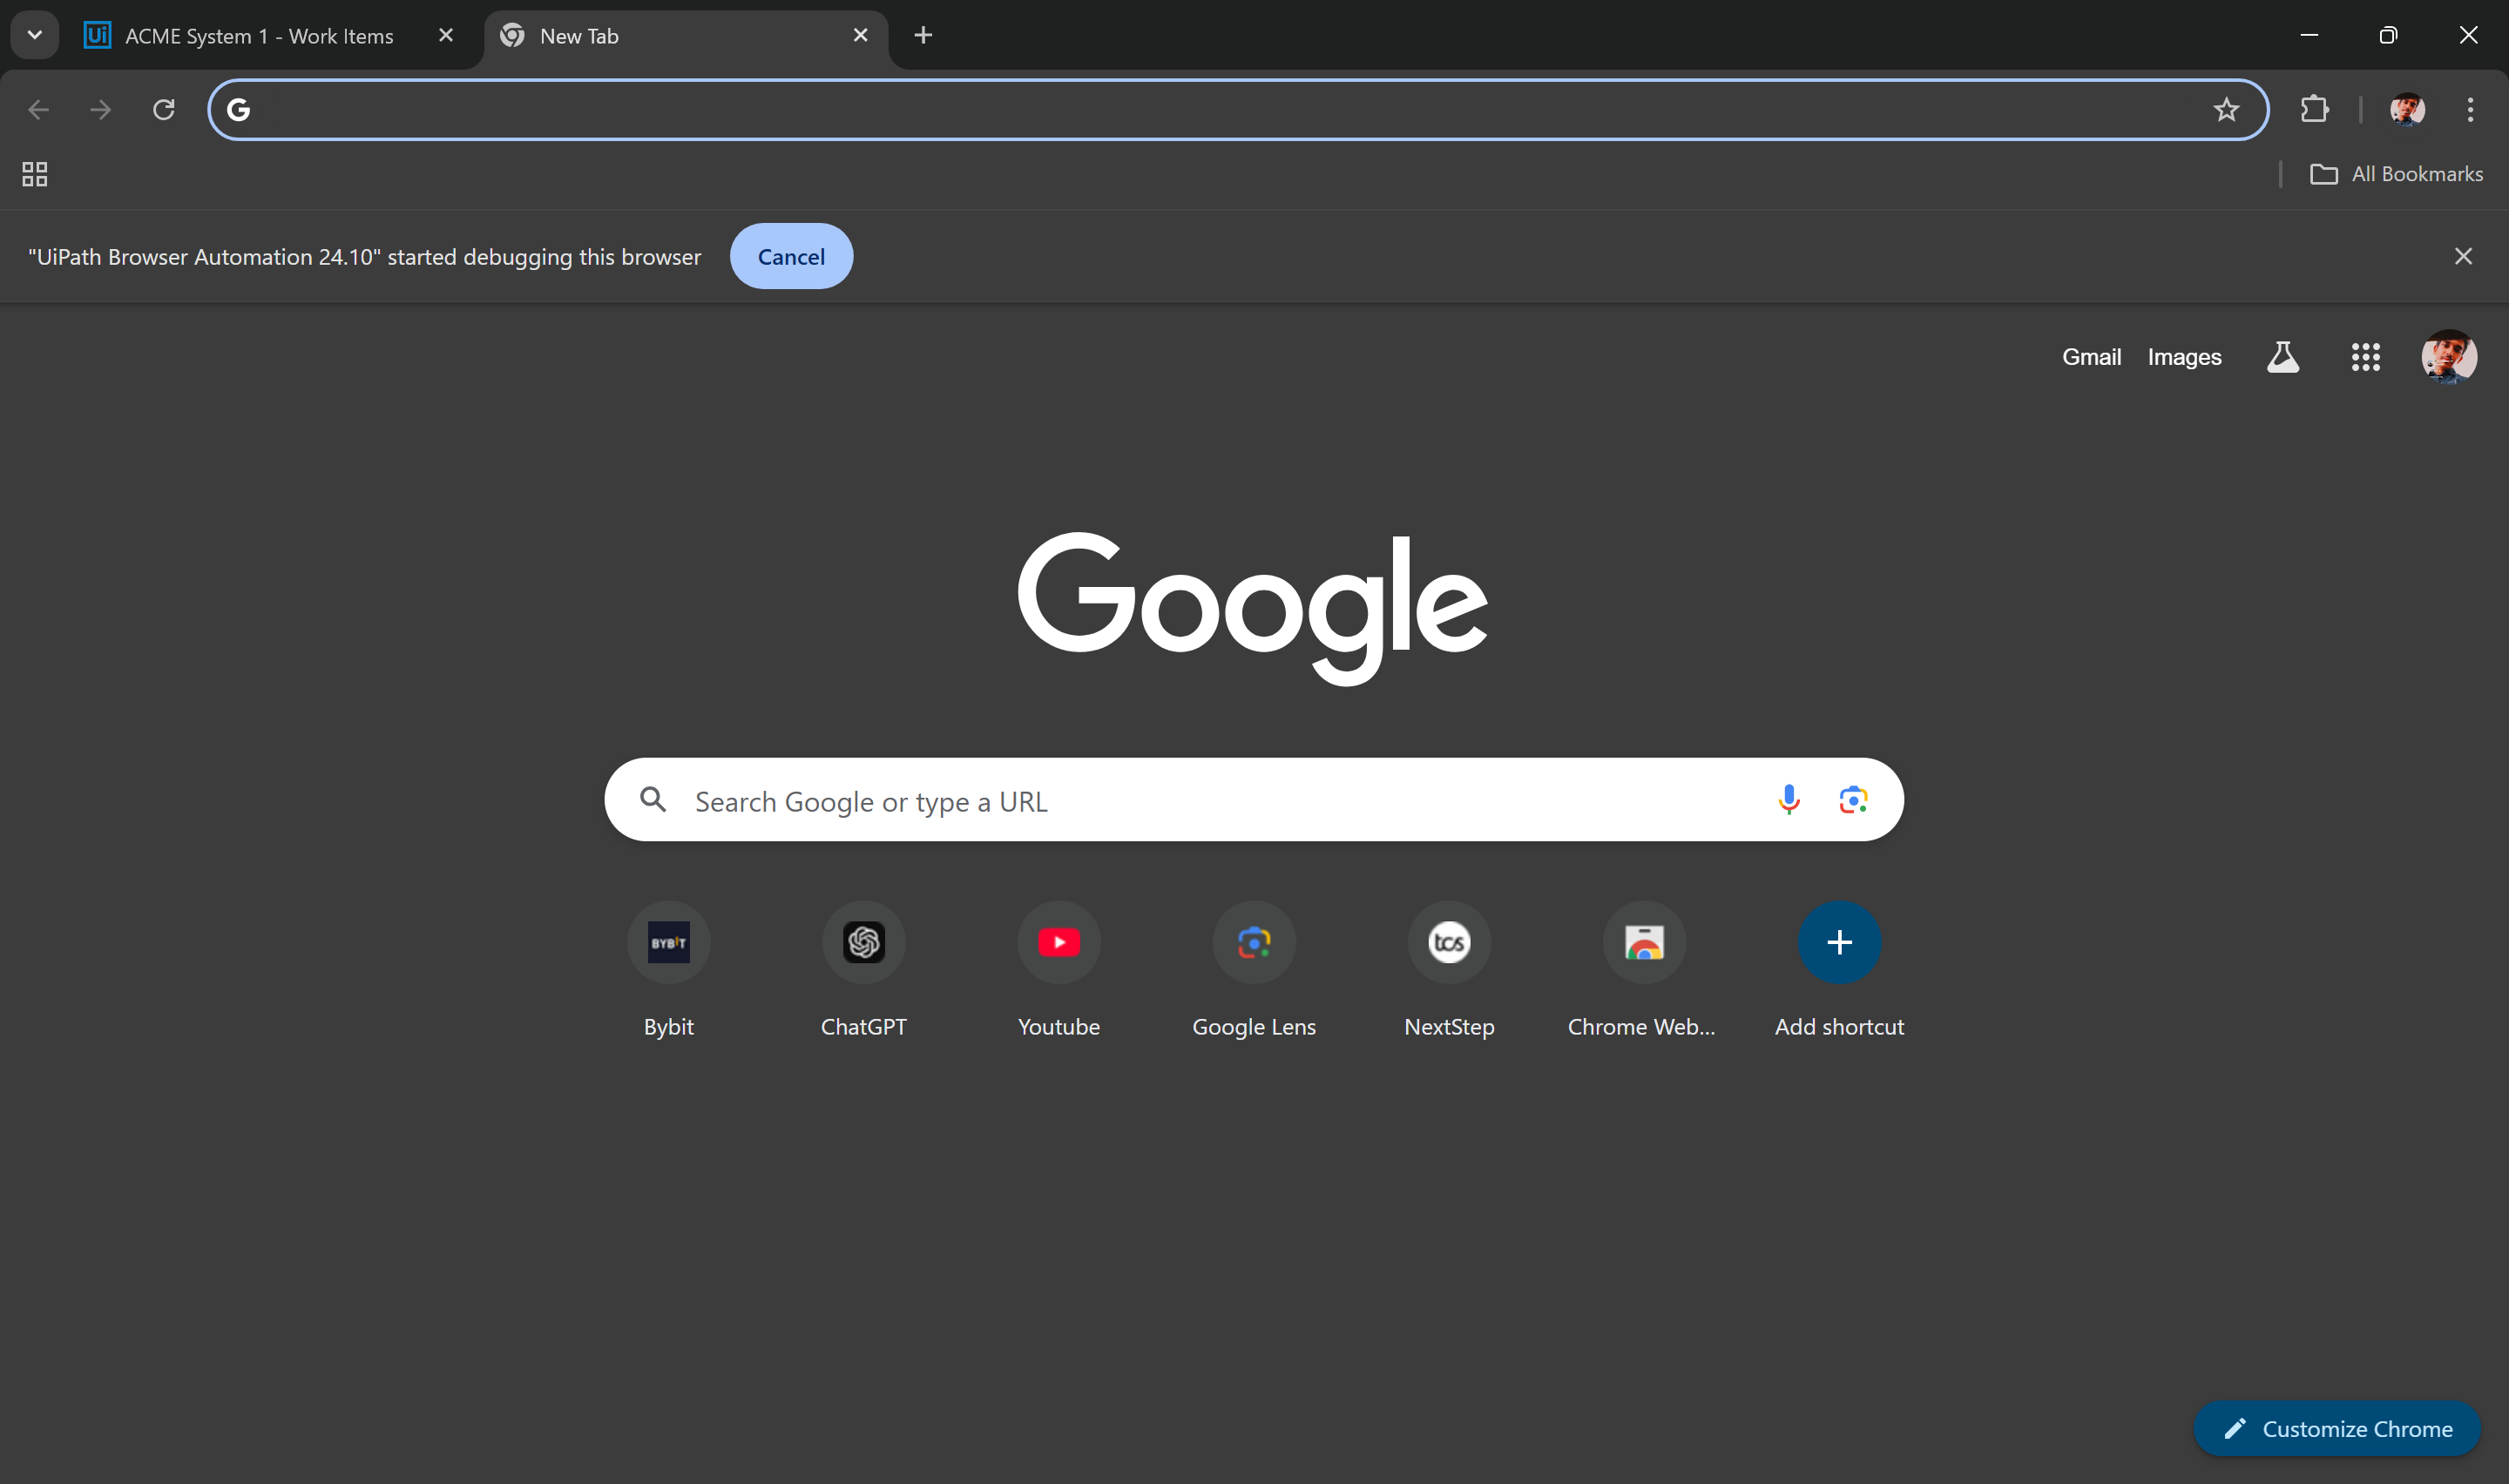 Ui ACME System 1 - Work Items
New Tab
G
All Bookmarks
"UiPath Browser Automation 24.10" started debugging this browser
Cancel
Gmail Images
Google
Search Google or type a URL
BYBIT
tcs
Bybit
ChatGPT
Youtube
Google Lens
NextStep
Chrome Web...
Add shortcut
Customize Chrome